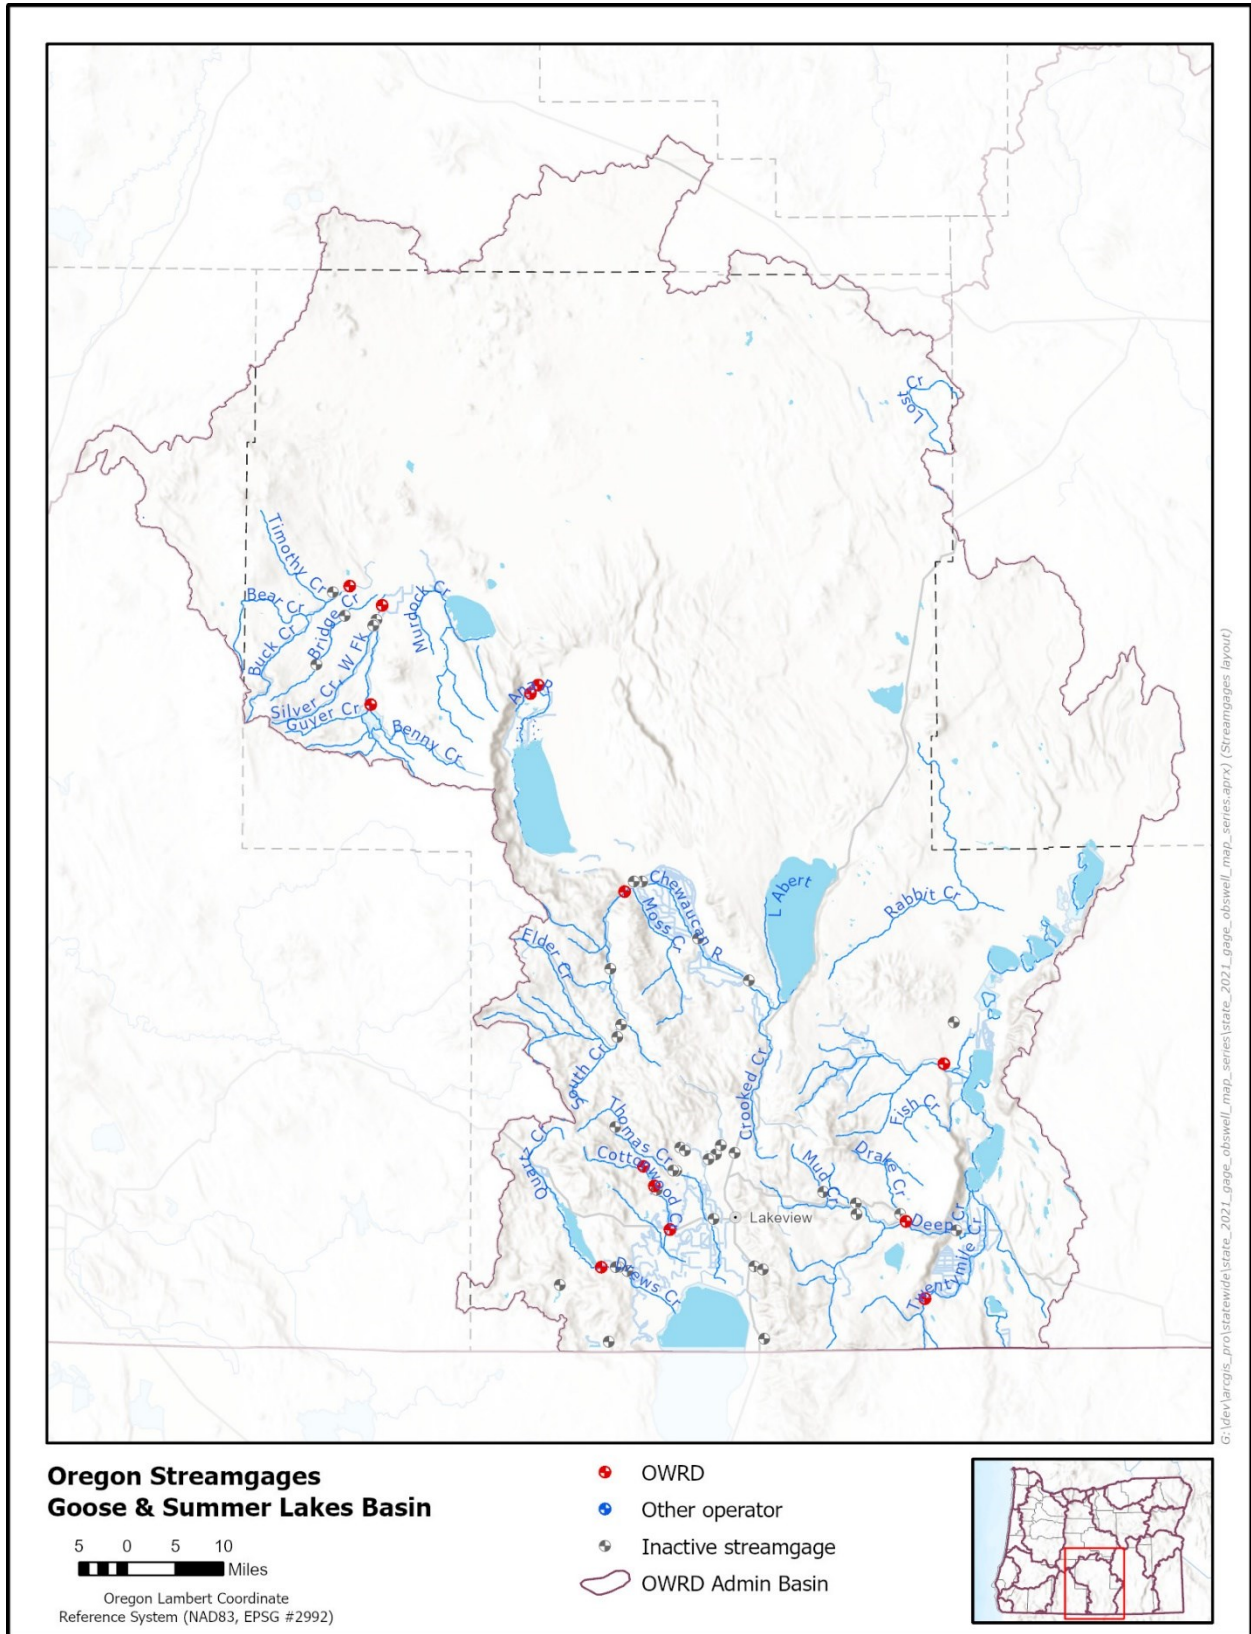 Lost Cr
Timothy Cr
Bear Cr
Bridge Cr
Buck Cr
W Fk
Silver Cr,
Guyer Cr
Benny Cr
Murdock Cr
L Abert
Chewaucan R
Moss Cr
Elder Cr
Rabbit Cr
South Cr
Crooked Cr
Fish Cr
Thomas Cr
Cottonwood Cr
Quartz Cr
Mud Cr
Drake Cr
Lakeview
Deep Cr
Twentymile Cr
Drews Cr
G:\dev\arcgis_pro\statewide\state_2021_gage_obswell_map_series\state_2021_gage_obswell_map_series.aprx) (Streamgages layout)
Oregon Streamgages
Goose & Summer Lakes Basin
5 0 5 10
Miles
Oregon Lambert Coordinate
Reference System (NAD83, EPSG #2992)
OWRD
Other operator
Inactive streamgage
OWRD Admin Basin